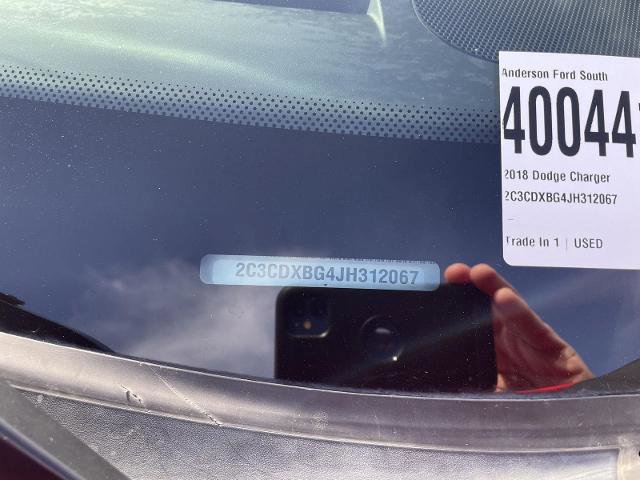 Anderson Ford South
40044
2018 Dodge Charger
2C3CDXBG4JH312067
Trade In 1 | USED
2C3CDXBG4JH312067